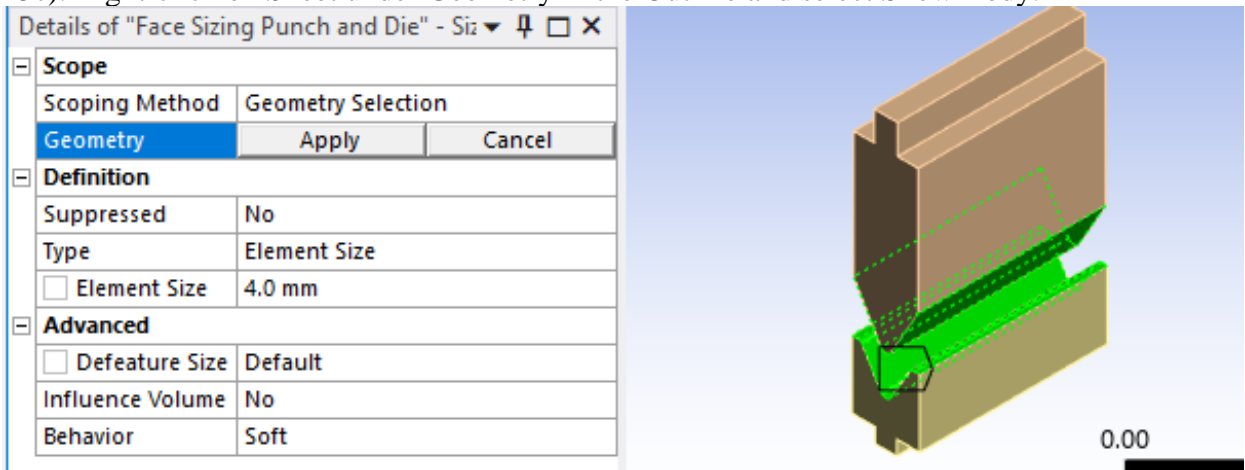 Details of "Face Sizing Punch and Die" - Siz
Scope
Scoping Method Geometry Selection
Geometry Apply Cancel
Definition
Suppressed No
Type Element Size
Element Size 4.0 mm
Advanced
Defeature Size Default
Influence Volume No
Behavior Soft
0.00